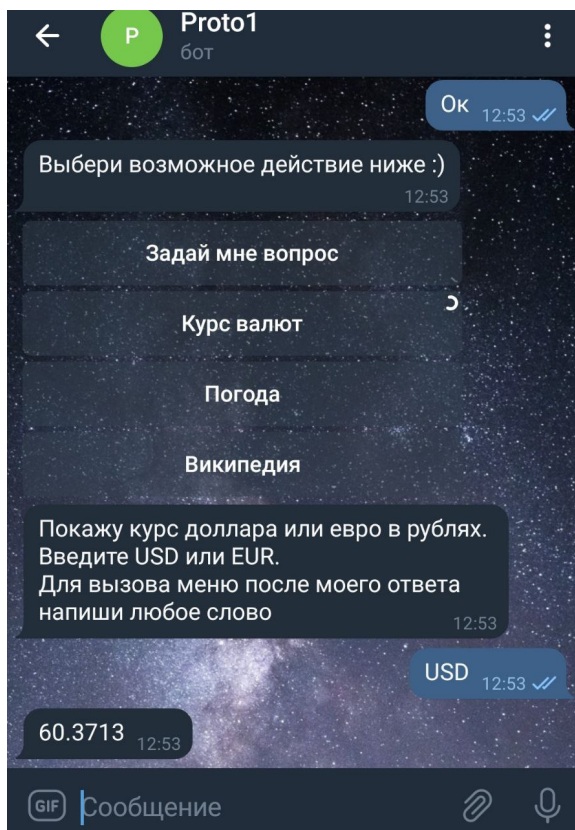 P
Proto1
бот
Ок 12:53
Выбери возможное действие ниже :)
12:53
Задай мне вопрос
Курс валют
Погода
Википедия
Покажу курс доллара или евро в рублях.
Введите USD или EUR.
Для вызова меню после моего ответа
напиши любое слово
12:53
USD 12:53
60.3713 12:53
GIF Сообщение